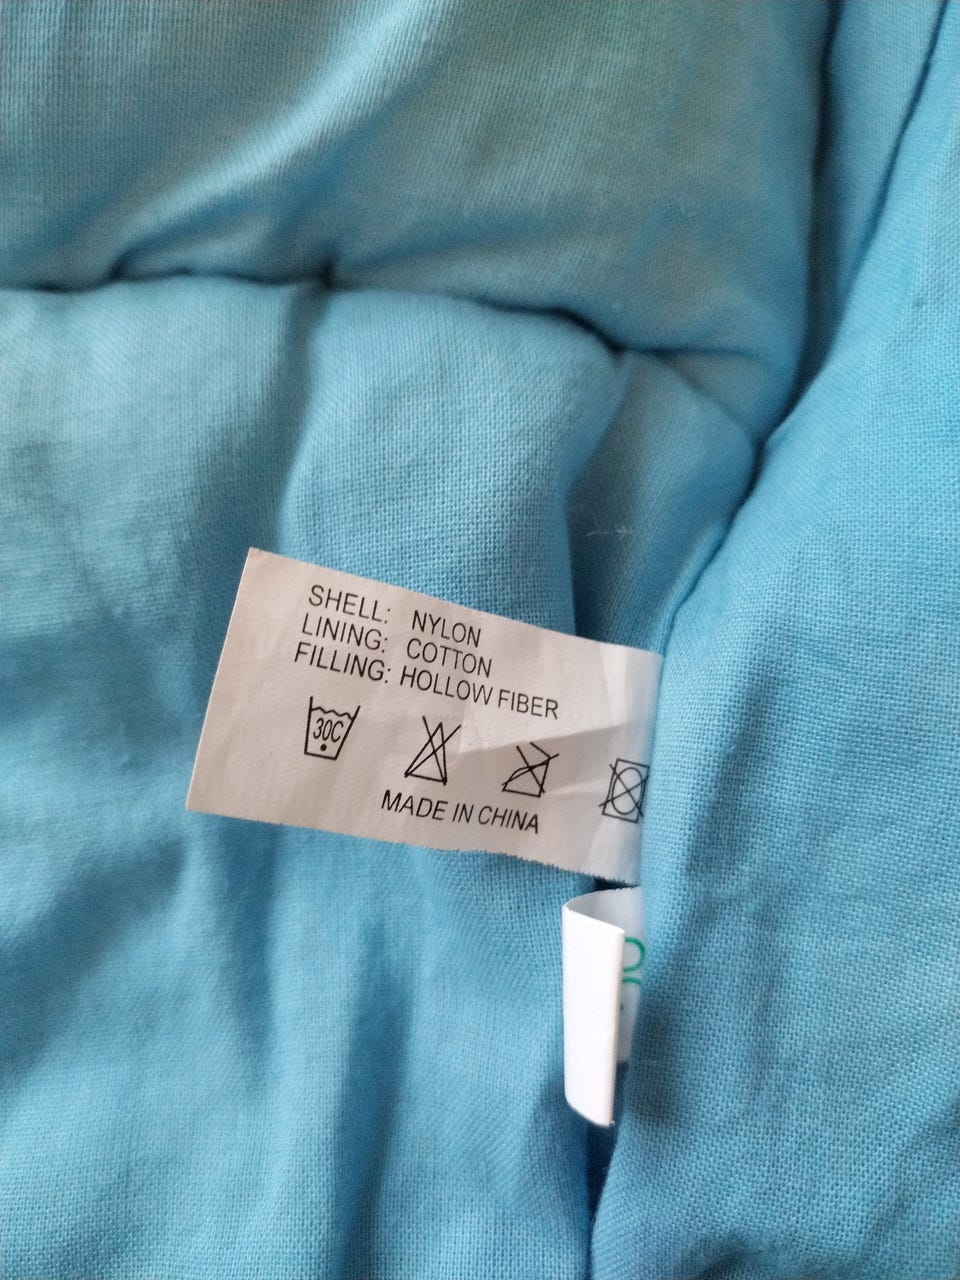 SHELL: NYLON
LINING: COTTON
FILLING: HOLLOW FIBER
30C
MADE IN CHINA